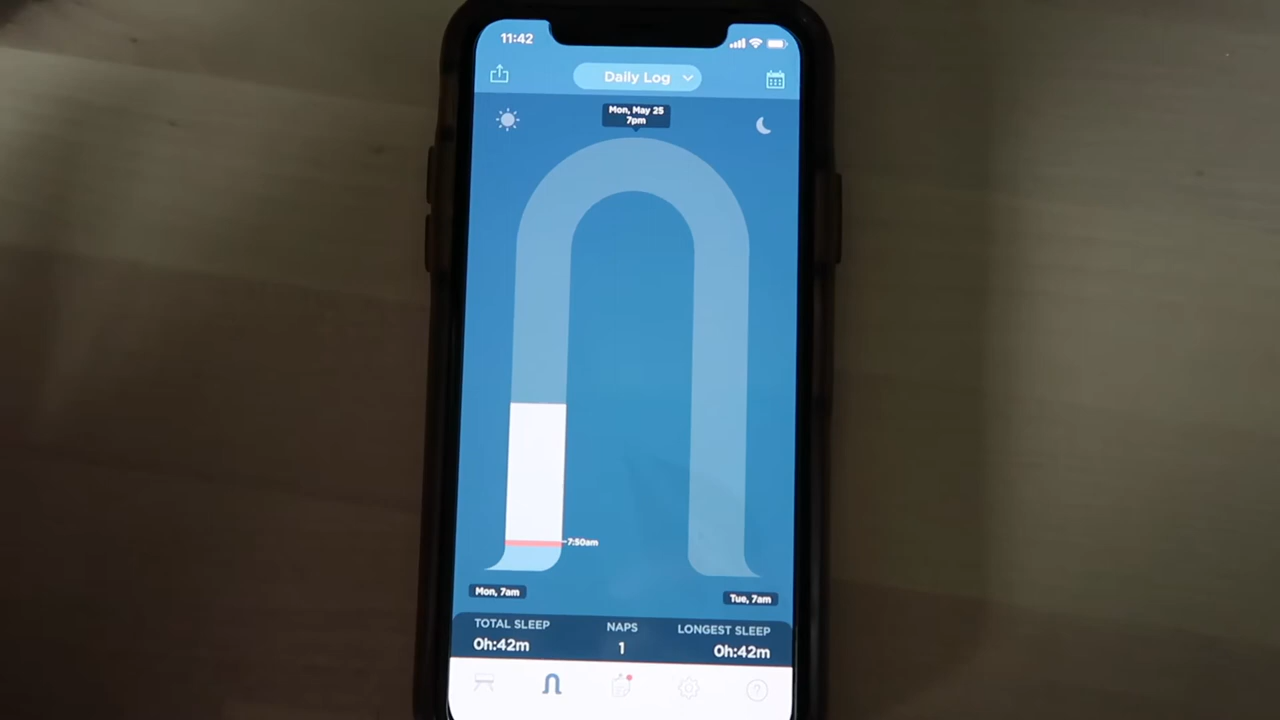 11:42
Daily Log
Mon, May 25
7pm
7:50am
Mon, 7am
Tue, 7am
TOTAL SLEEP
NAPS
LONGEST SLEEP
0h:42m
1
0h:42m
?